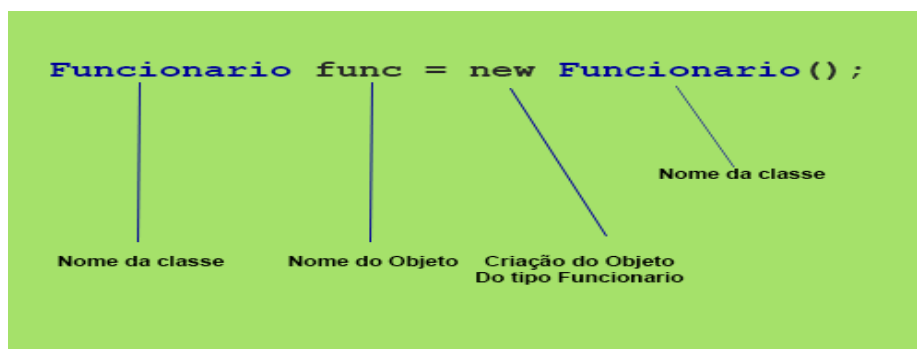 Funcionario func = new Funcionario();
Nome da classe
Nome da classe
Nome do Objeto
Criação do Objeto
Do tipo Funcionario